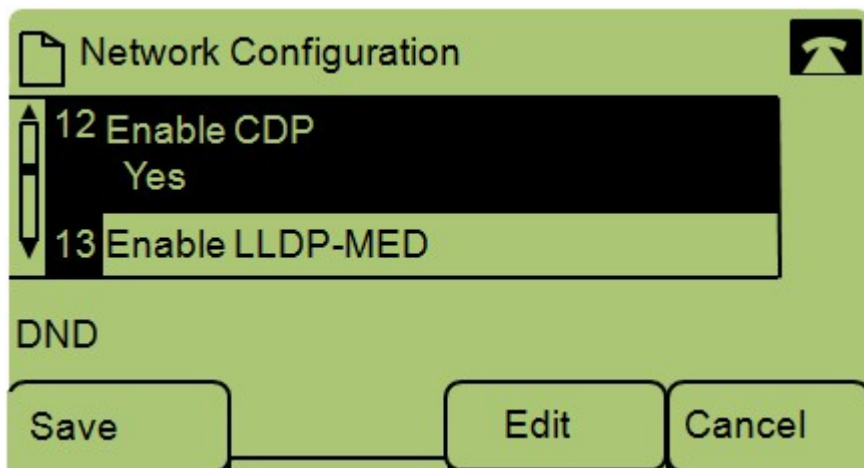 Network Configuration
12 Enable CDP
Yes
13 Enable LLDP-MED
DND
Save Edit Cancel